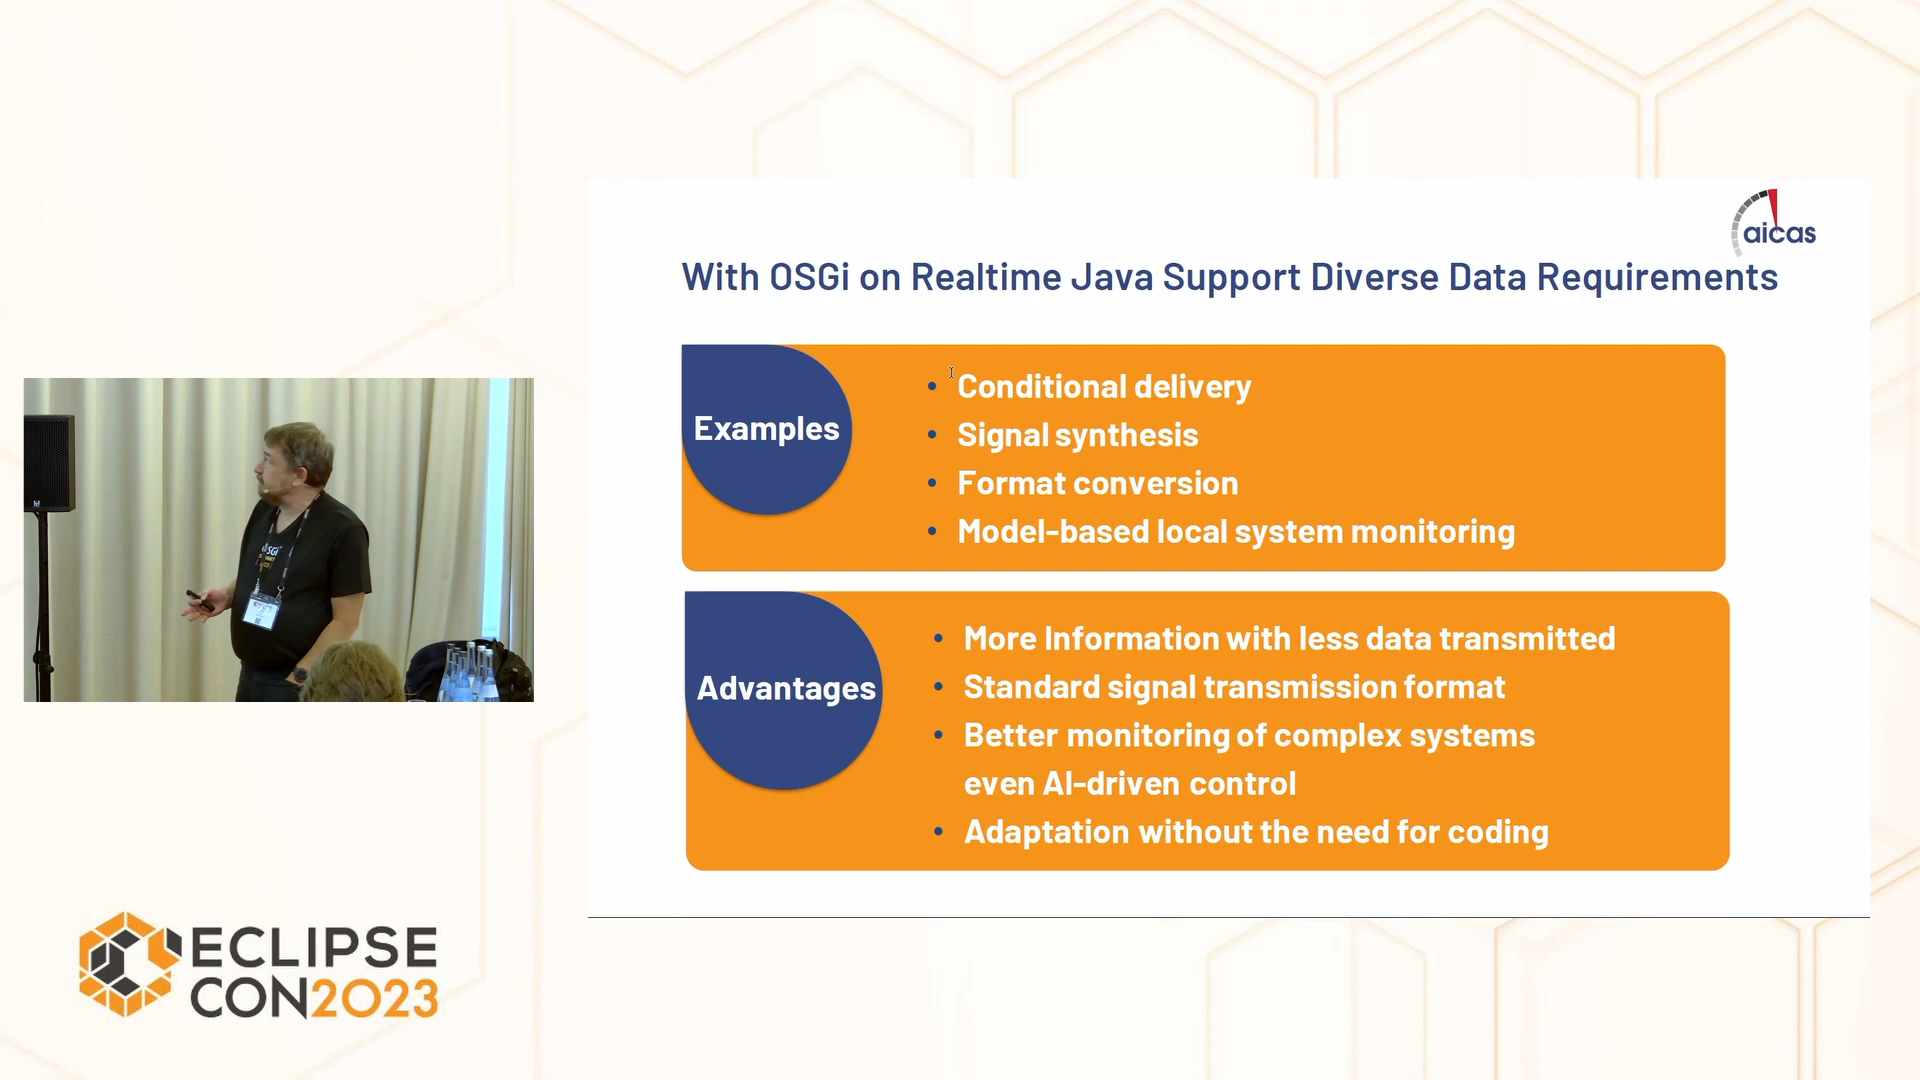 aicas
With OSGi on Realtime Java Support Diverse Data Requirements
Examples
• Conditional delivery
• Signal synthesis
• Format conversion
• Model-based local system monitoring
Advantages
• More Information with less data transmitted
• Standard signal transmission format
• Better monitoring of complex systems
even AI-driven control
• Adaptation without the need for coding
ECLIPSE
CON2023